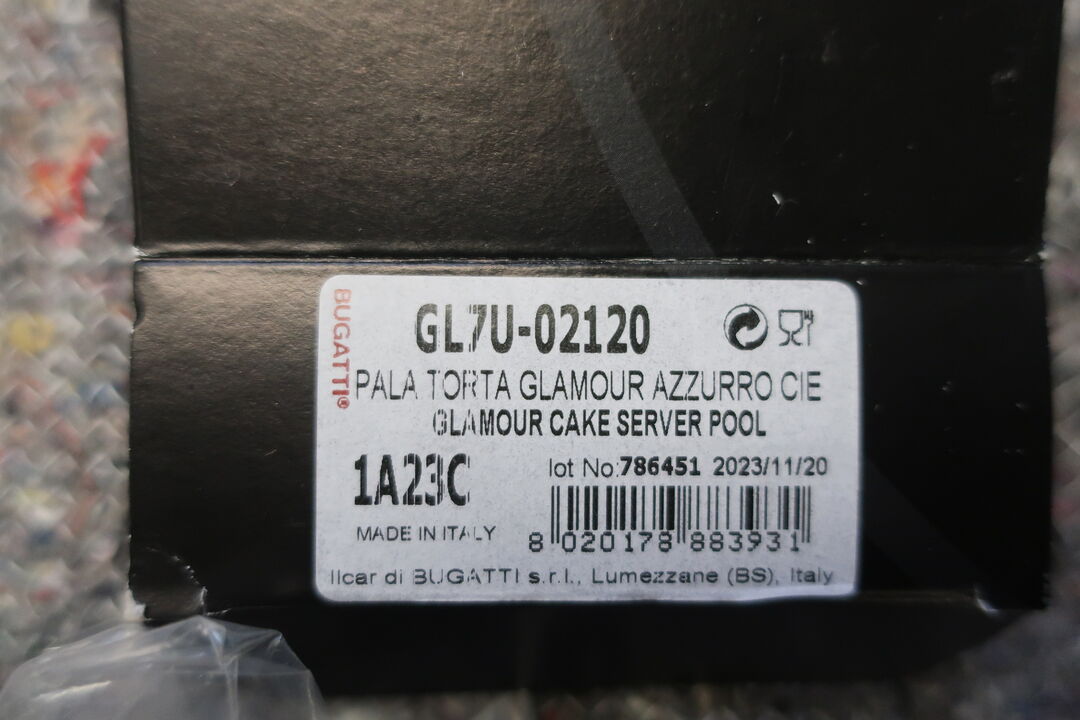 BUGATTI®
GL7U-02120
PALA TORTA GLAMOUR AZZURRO CIE
GLAMOUR CAKE SERVER POOL
1A23C
lot No:786451 2023/11/20
MADE IN ITALY
8 020178 883931
Ilcar di BUGATTI s.r.l., Lumezzane (BS), Italy